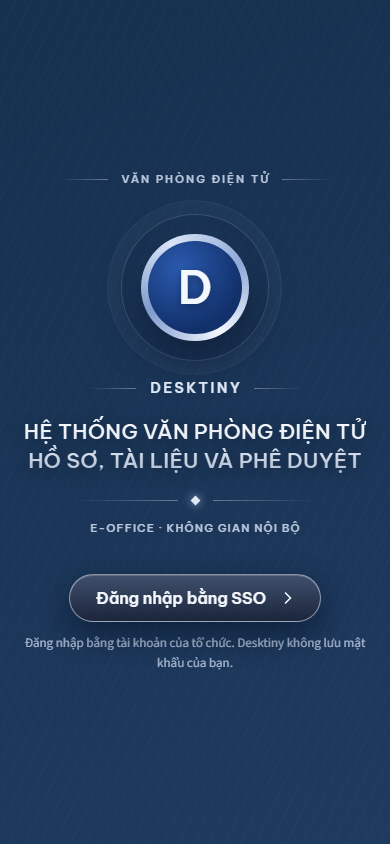 VĂN PHÒNG ĐIỆN TỬ
D
DESKTINY
HỆ THỐNG VĂN PHÒNG ĐIỆN TỬ
HỒ SƠ, TÀI LIỆU VÀ PHÊ DUYỆT
E-OFFICE · KHÔNG GIAN NỘI BỘ
Đăng nhập bằng SSO
Đăng nhập bằng tài khoản của tổ chức. Desktiny không lưu mật
khẩu của bạn.